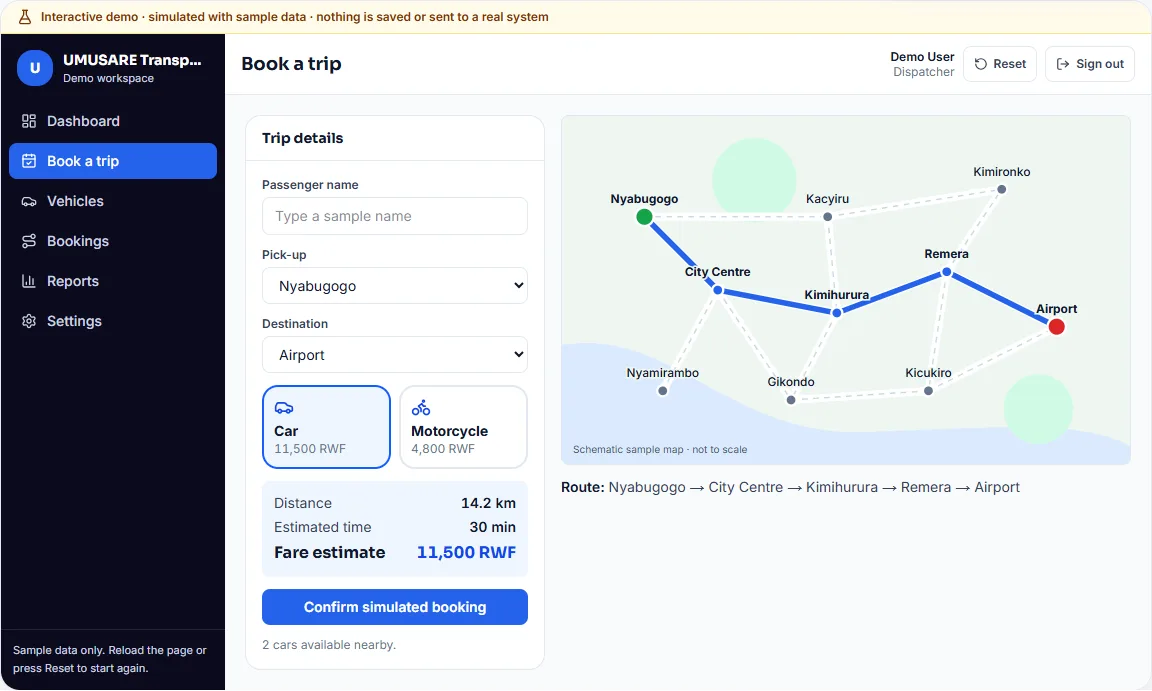 Interactive demo · simulated with sample data · nothing is saved or sent to a real system
U
UMUSARE Transp...
Demo workspace
Dashboard
Book a trip
Vehicles
Bookings
Reports
Settings
Sample data only. Reload the page or
press Reset to start again.
Book a trip
Demo User
Dispatcher
Reset
Sign out
Trip details
Passenger name
Type a sample name
Pick-up
Nyabugogo
Destination
Airport
Car
11,500 RWF
Motorcycle
4,800 RWF
Distance 14.2 km
Estimated time 30 min
Fare estimate 11,500 RWF
Confirm simulated booking
2 cars available nearby.
Kimironko
Nyabugogo
Kacyiru
Remera
City Centre
Kimihurura
Airport
Nyamirambo
Gikondo
Kicukiro
Schematic sample map · not to scale
Route: Nyabugogo → City Centre → Kimihurura → Remera → Airport